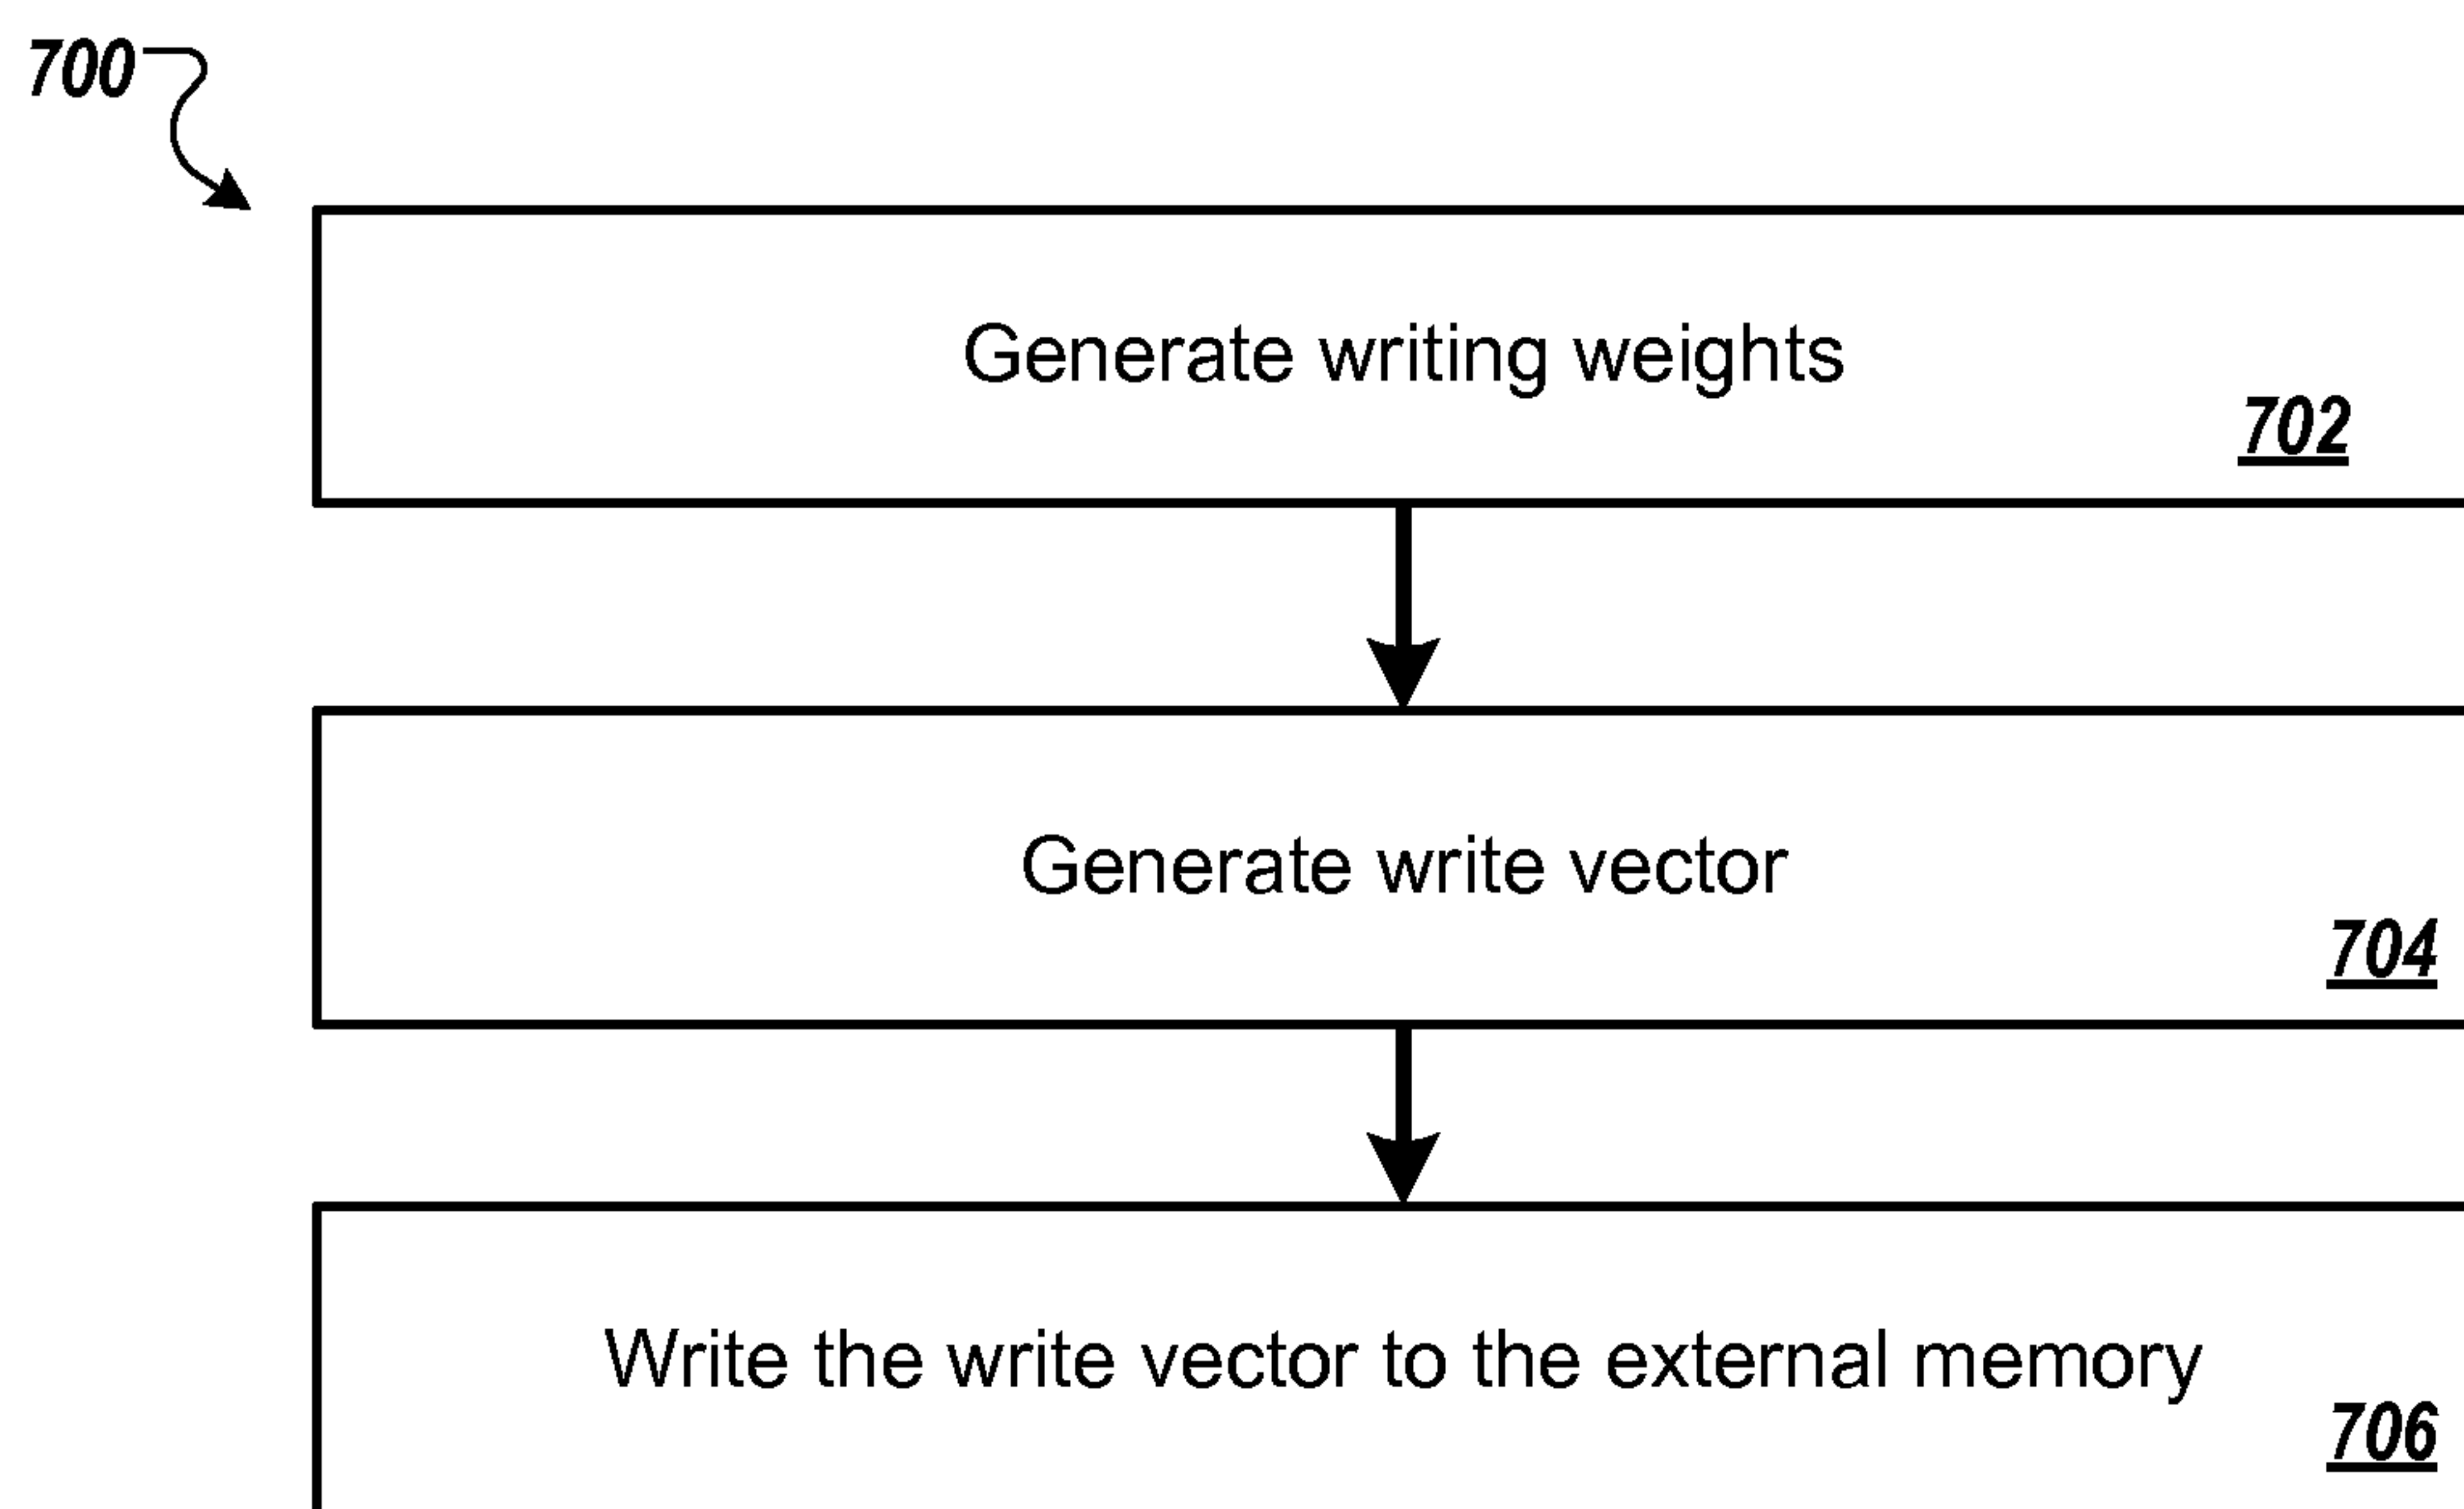 700
Generate writing weights
702
Generate write vector
704
Write the write vector to the external memory
706